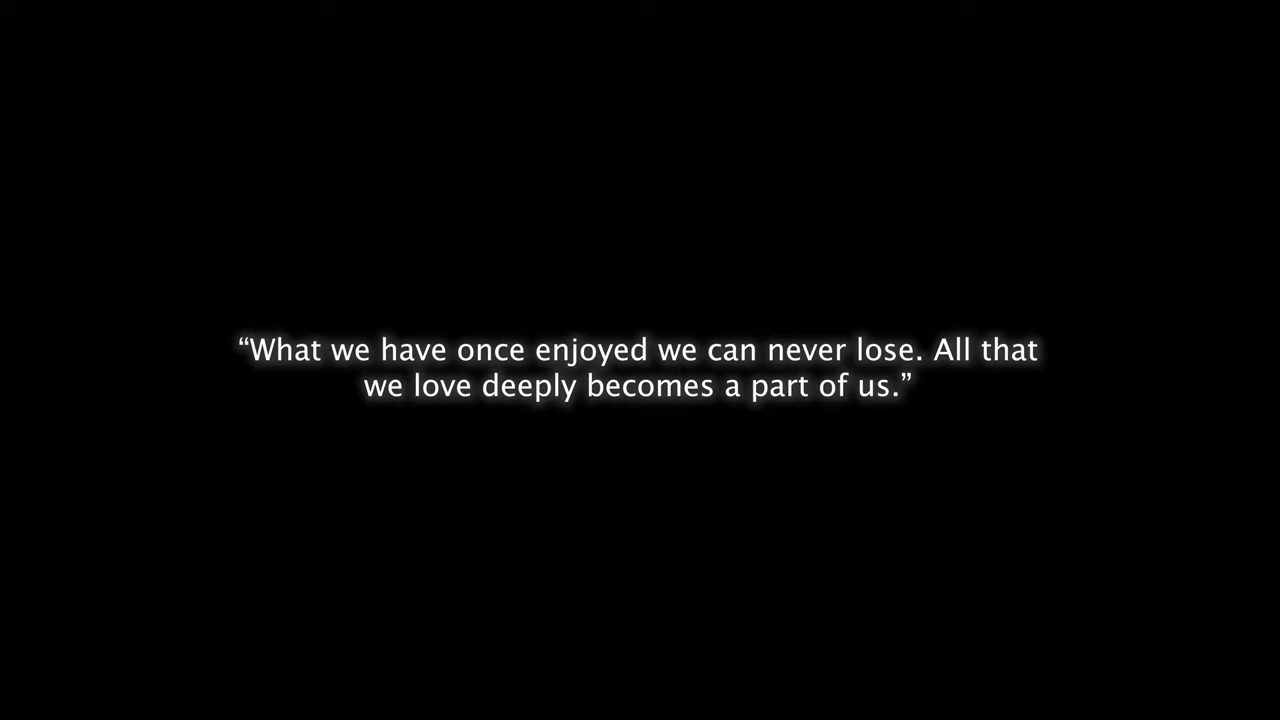 “What we have once enjoyed we can never lose. All that
we love deeply becomes a part of us.”